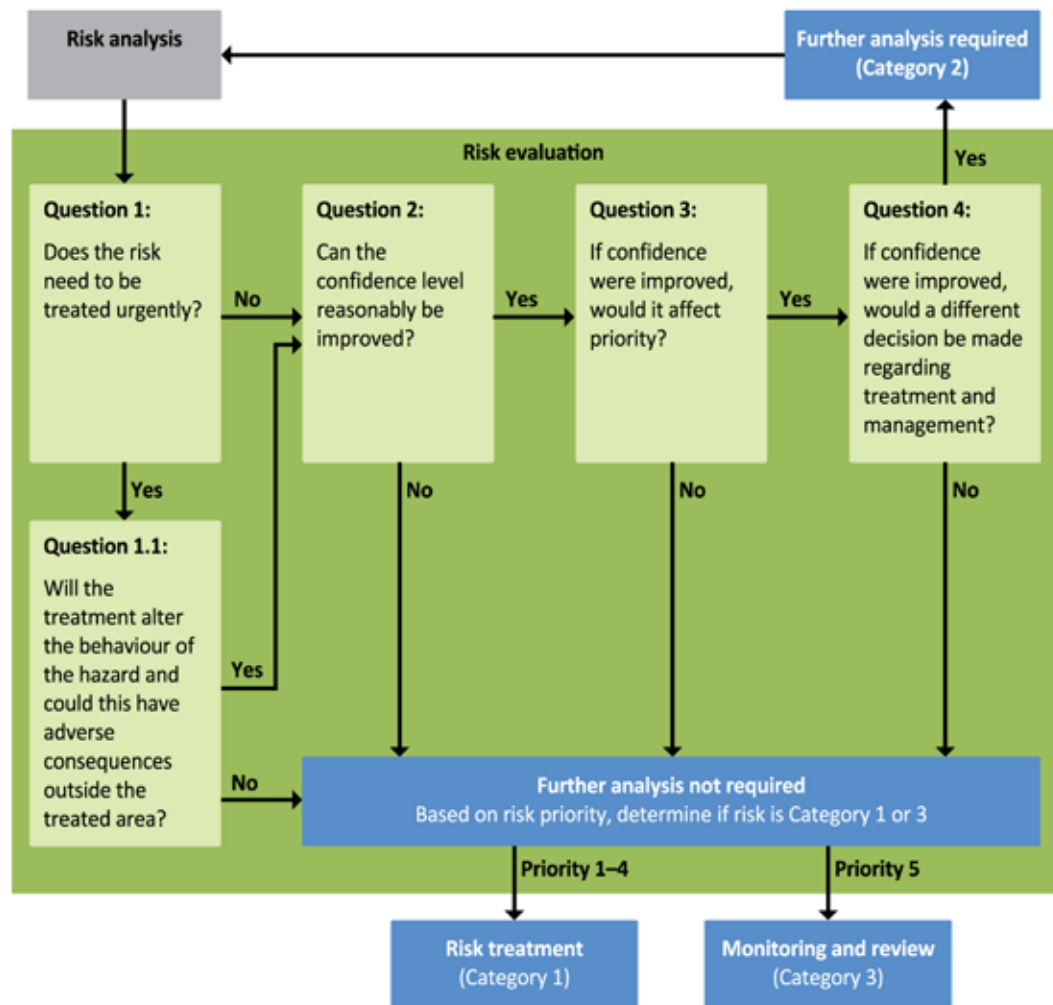 Risk analysis
Further analysis required
(Category 2)
Risk evaluation
Yes
Question 1:
Does the risk
need to be
treated urgently?
No
Question 2:
Can the
confidence level
reasonably be
improved?
Yes
Question 3:
If confidence
were improved,
would it affect
priority?
Yes
Question 4:
If confidence
were improved,
would a different
decision be made
regarding
treatment and
management?
Yes
No
No
No
Question 1.1:
Will the
treatment alter
the behaviour of
the hazard and
could this have
adverse
consequences
outside the
treated area?
Yes
No
Further analysis not required
Based on risk priority, determine if risk is Category 1 or 3
Priority 1–4
Priority 5
Risk treatment
(Category 1)
Monitoring and review
(Category 3)